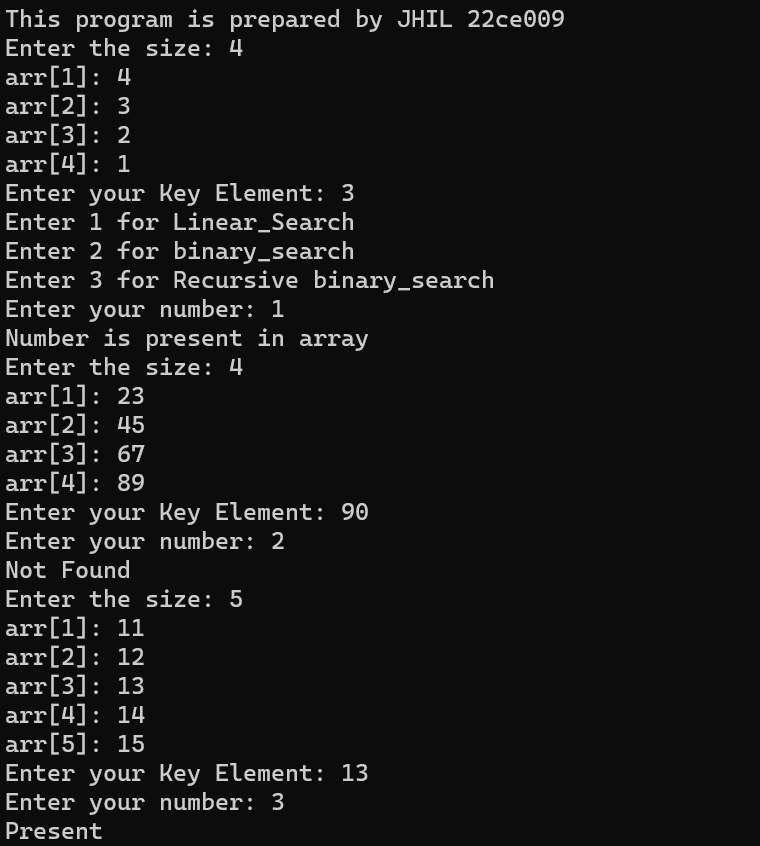 This program is prepared by JHIL 22ce009
Enter the size: 4
arr[1]: 4
arr[2]: 3
arr[3]: 2
arr[4]: 1
Enter your Key Element: 3
Enter 1 for Linear_Search
Enter 2 for binary_search
Enter 3 for Recursive binary_search
Enter your number: 1
Number is present in array
Enter the size: 4
arr[1]: 23
arr[2]: 45
arr[3]: 67
arr[4]: 89
Enter your Key Element: 90
Enter your number: 2
Not Found
Enter the size: 5
arr[1]: 11
arr[2]: 12
arr[3]: 13
arr[4]: 14
arr[5]: 15
Enter your Key Element: 13
Enter your number: 3
Present